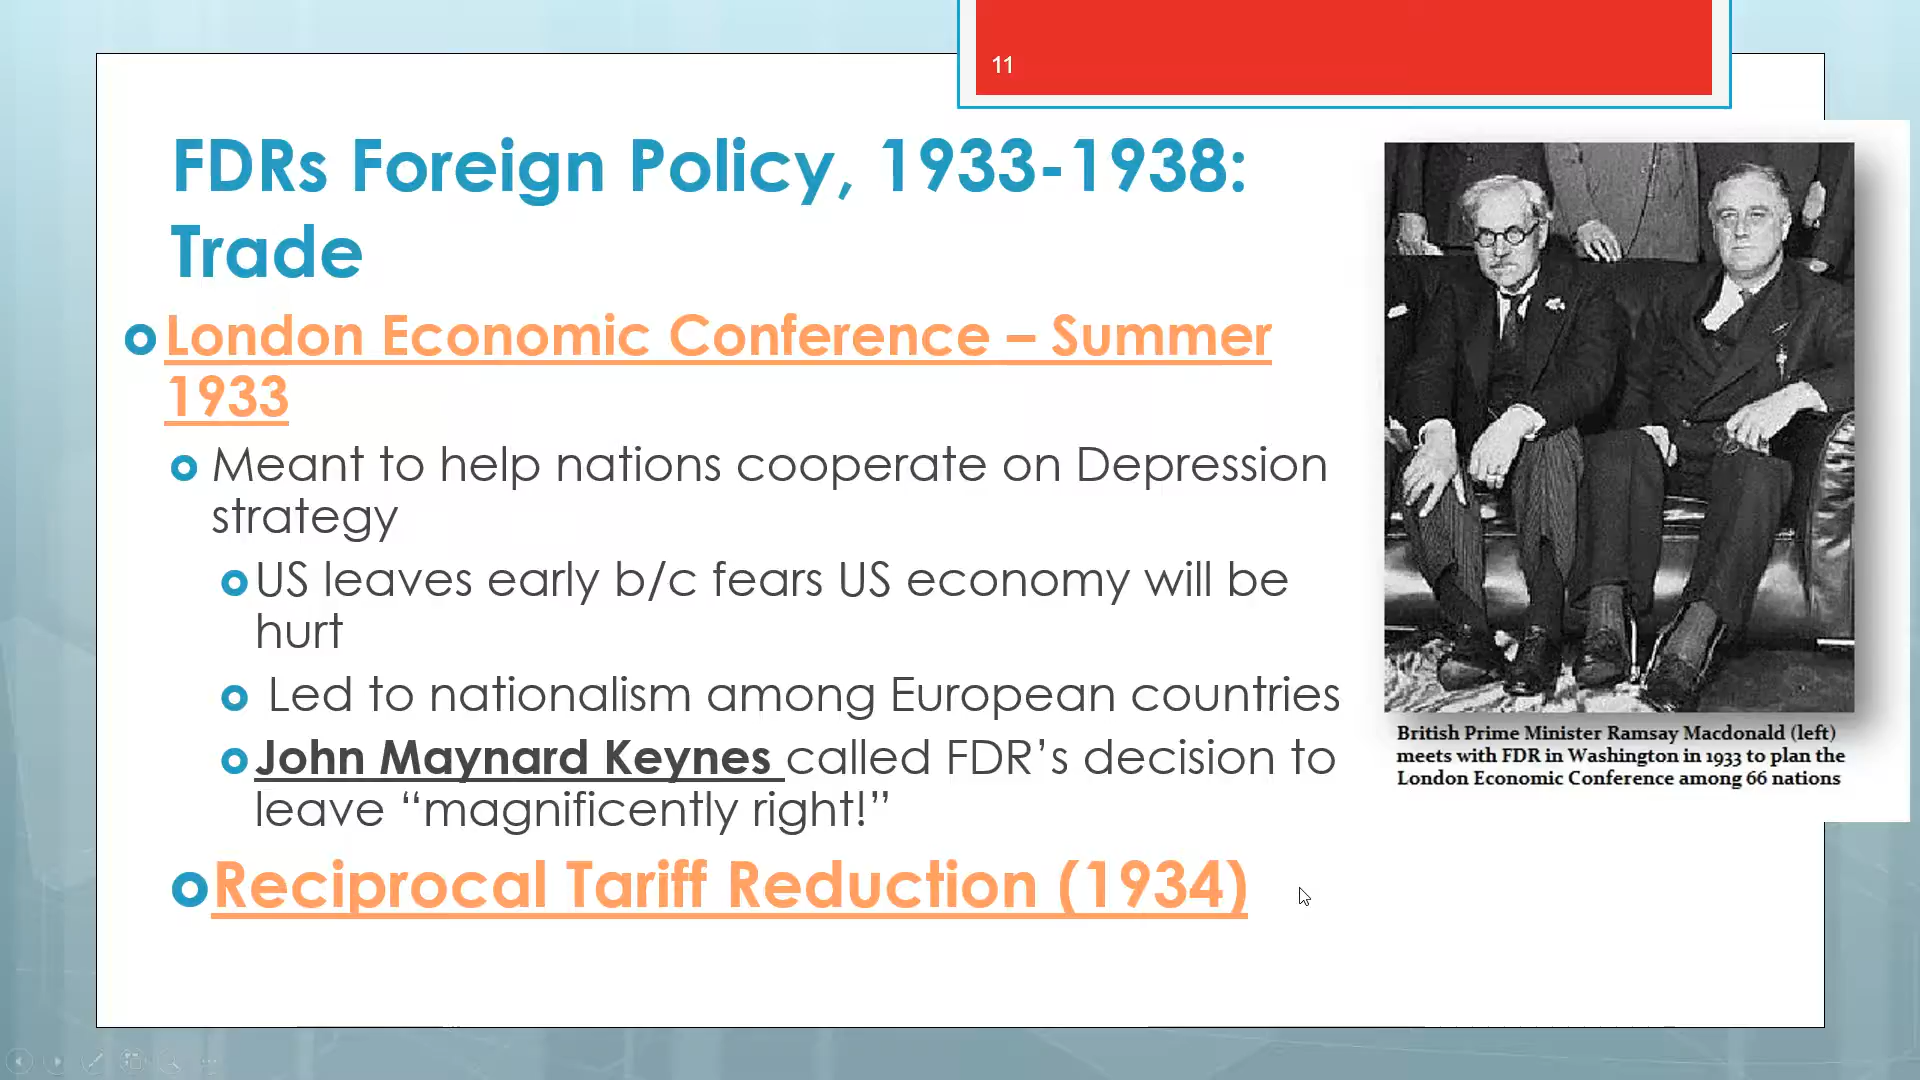 11
FDRs Foreign Policy, 1933-1938:
Trade
London Economic Conference – Summer
1933
Meant to help nations cooperate on Depression
strategy
US leaves early b/c fears US economy will be
hurt
Led to nationalism among European countries
John Maynard Keynes called FDR’s decision to
leave “magnificently right!”
Reciprocal Tariff Reduction (1934)
British Prime Minister Ramsay Macdonald (left)
meets with FDR in Washington in 1933 to plan the
London Economic Conference among 66 nations